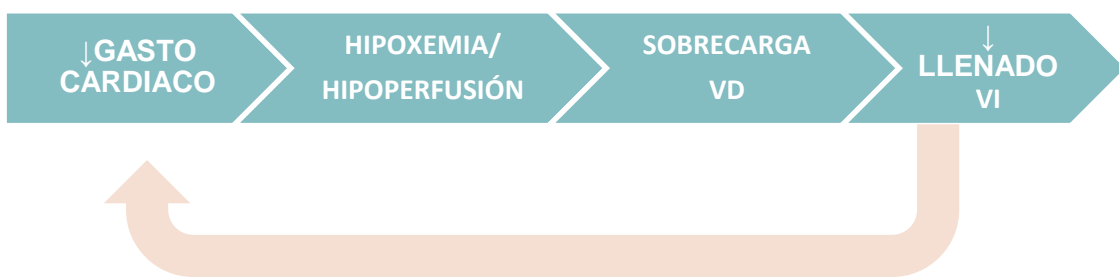 ↓GASTO
CARDIACO
HIPOXEMIA/
HIPOPERFUSIÓN
SOBRECARGA
VD
↓
LLENADO
VI